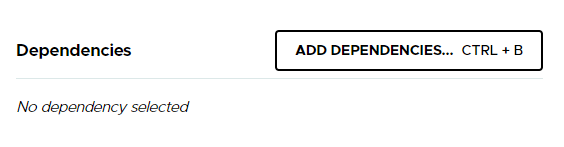 Dependencies
ADD DEPENDENCIES... CTRL + B
No dependency selected